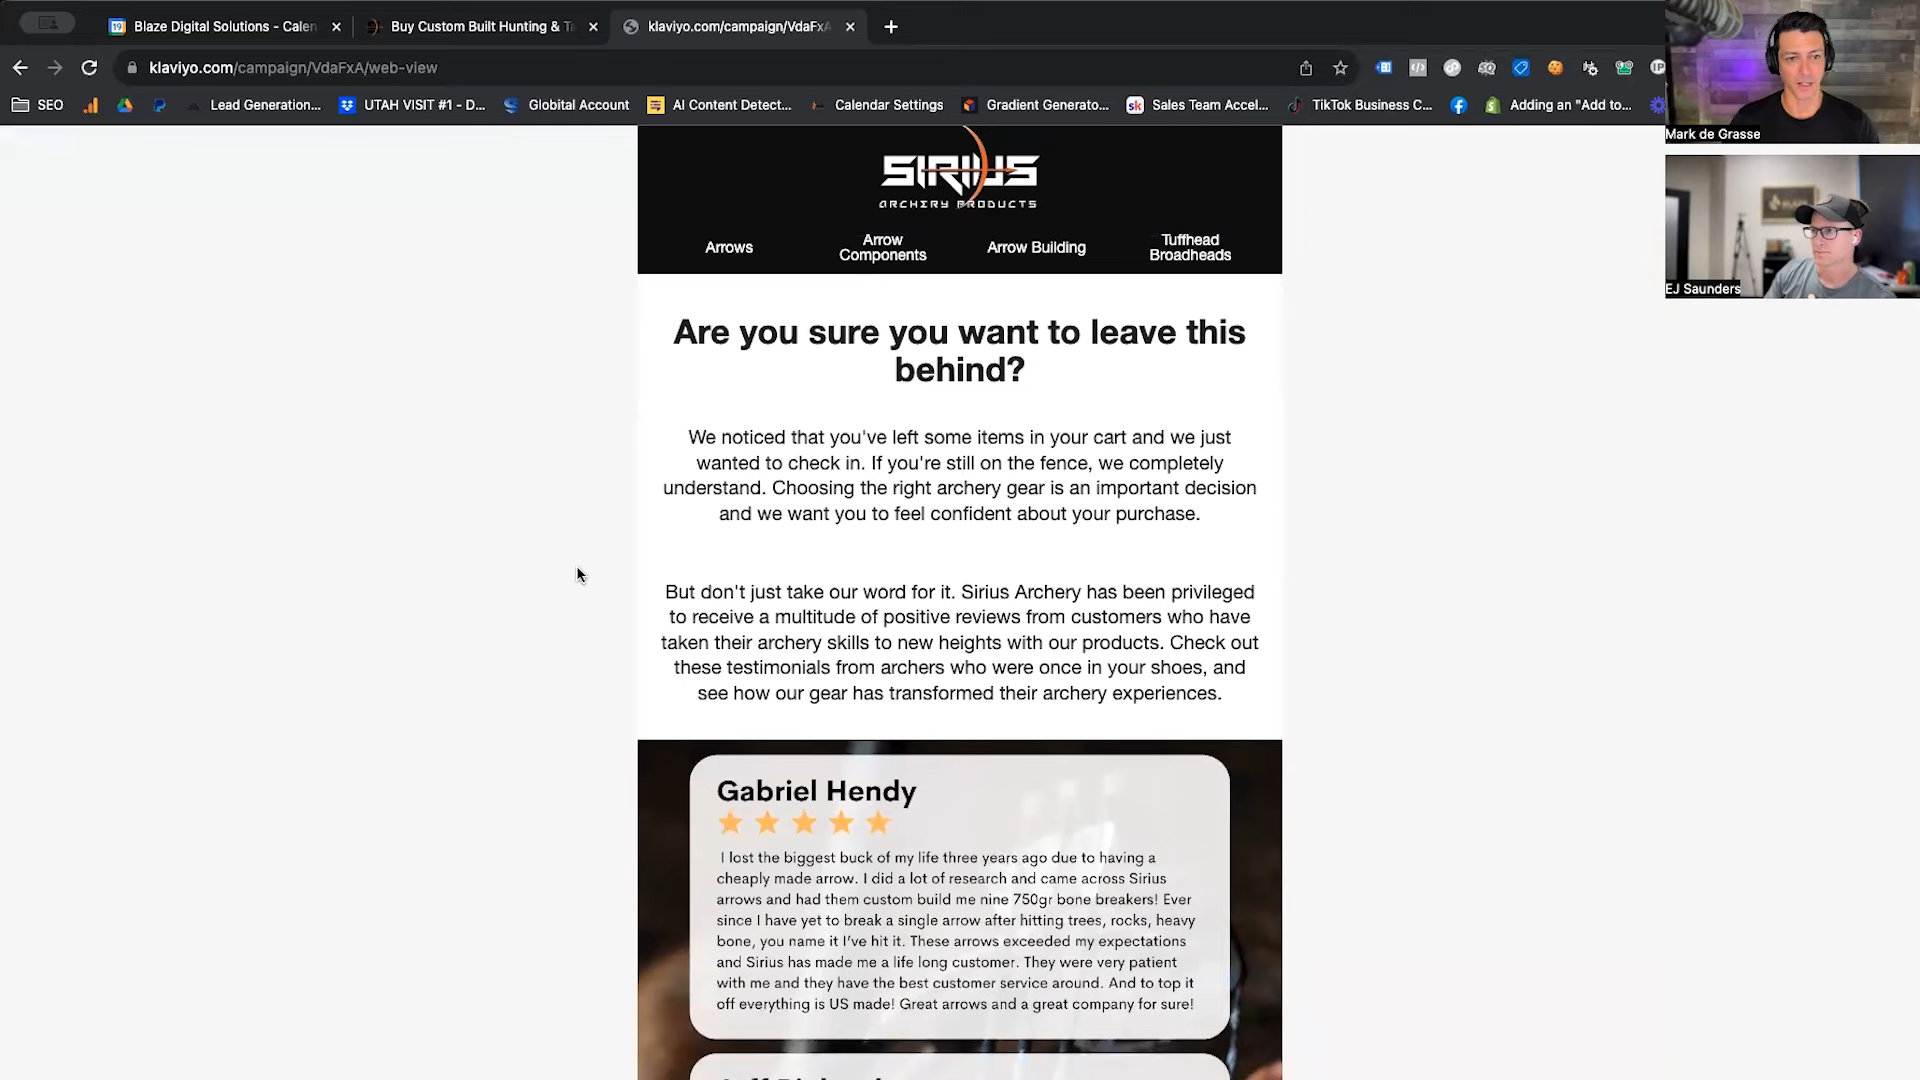 Blaze Digital Solutions - Calen
Buy Custom Built Hunting & Ta
klaviyo.com/campaign/VdaFxA
klaviyo.com/campaign/VdaFxA/web-view
SEO
Lead Generation...
UTAH VISIT #1 - D...
Globital Account
AI Content Detect...
Calendar Settings
Gradient Generato...
sk
Sales Team Accel...
TikTok Business C...
Adding an "Add to...
IP
19
Mark de Grasse
EJ Saunders
SIRIUS
ARCHERY PRODUCTS
Arrows
Arrow
Components
Arrow Building
Tuffhead
Broadheads
Are you sure you want to leave this
behind?
We noticed that you've left some items in your cart and we just
wanted to check in. If you're still on the fence, we completely
understand. Choosing the right archery gear is an important decision
and we want you to feel confident about your purchase.
But don't just take our word for it. Sirius Archery has been privileged
to receive a multitude of positive reviews from customers who have
taken their archery skills to new heights with our products. Check out
these testimonials from archers who were once in your shoes, and
see how our gear has transformed their archery experiences.
Gabriel Hendy
I lost the biggest buck of my life three years ago due to having a
cheaply made arrow. I did a lot of research and came across Sirius
arrows and had them custom build me nine 750gr bone breakers! Ever
since I have yet to break a single arrow after hitting trees, rocks, heavy
bone, you name it I've hit it. These arrows exceeded my expectations
and Sirius has made me a life long customer. They were very patient
with me and they have the best customer service around. And to top it
off everything is US made! Great arrows and a great company for sure!